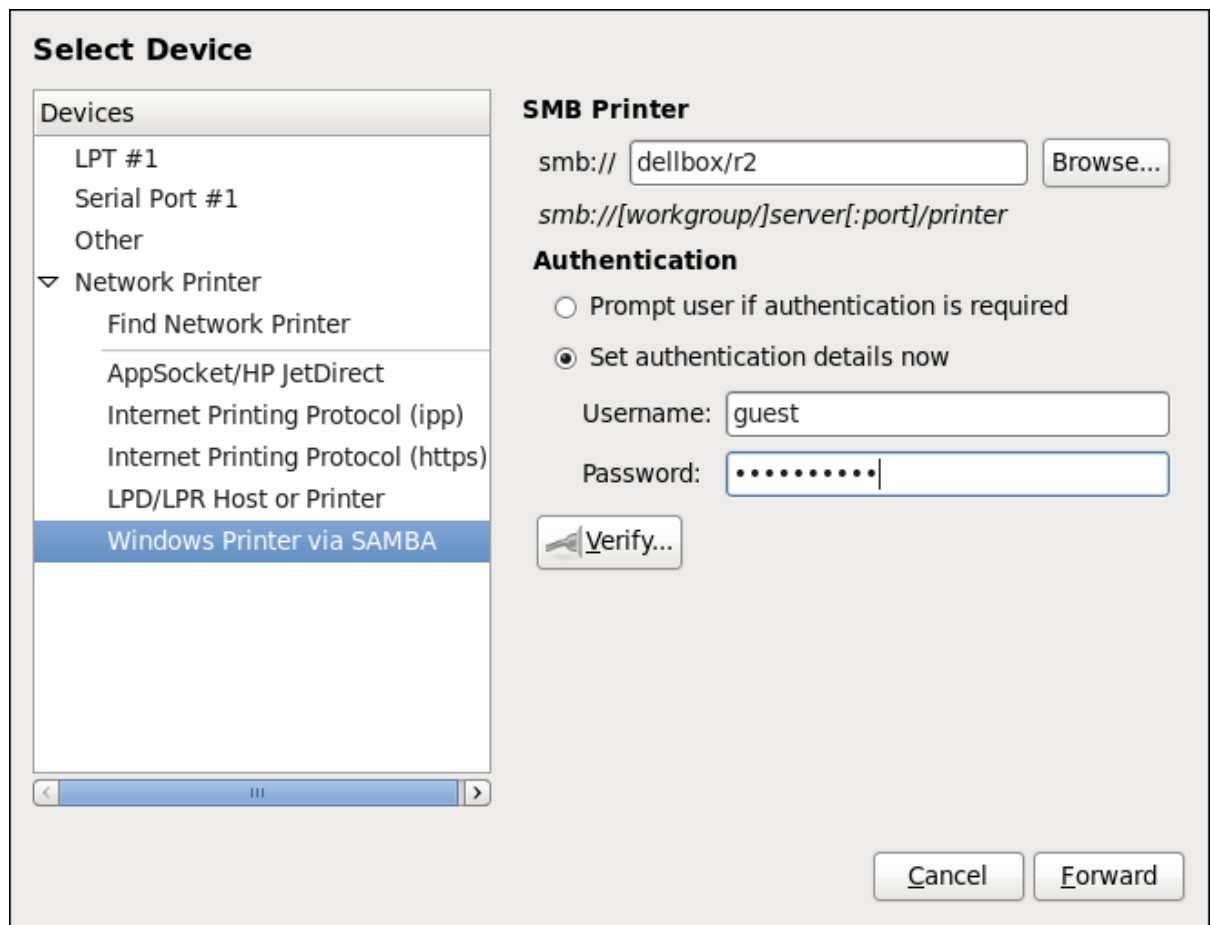 Select Device
Devices
LPT #1
Serial Port #1
Other
Network Printer
Find Network Printer
AppSocket/HP JetDirect
Internet Printing Protocol (ipp)
Internet Printing Protocol (https)
LPD/LPR Host or Printer
Windows Printer via SAMBA
SMB Printer
smb:// dellbox/r2 Browse...
smb://[workgroup/]server[:port]/printer
Authentication
Prompt user if authentication is required
Set authentication details now
Username: guest
Password: ••••••••••
Verify...
Cancel Forward